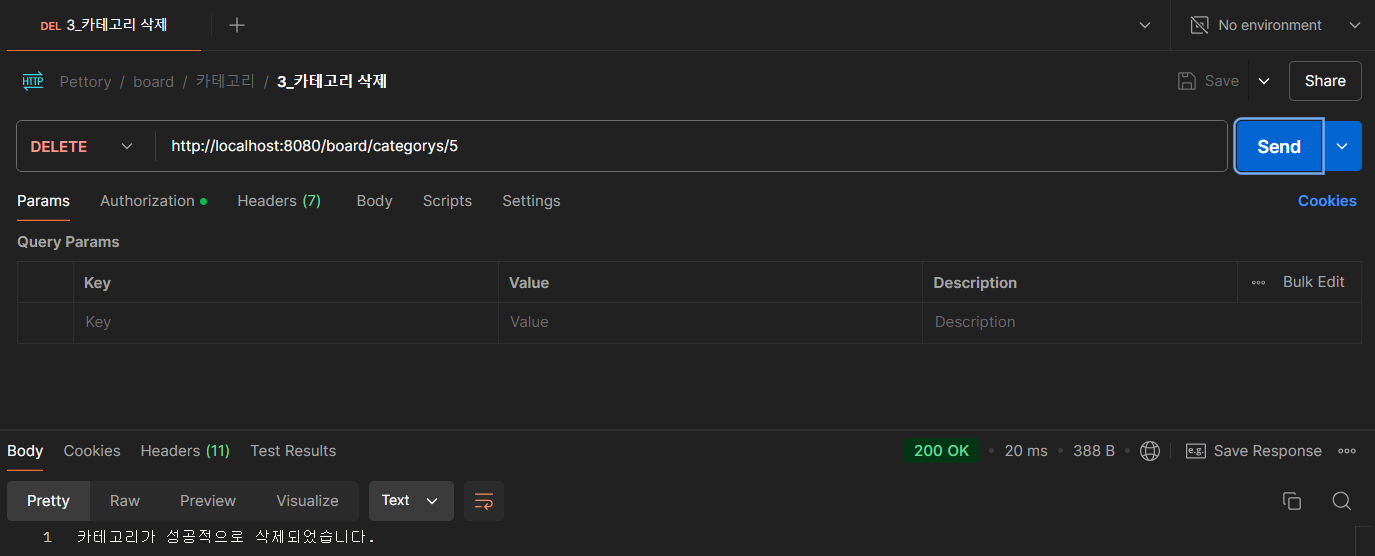 DEL 3_카테고리 삭제 No environment
Pettory / board / 카테고리 / 3_카테고리 삭제 Save Share
DELETE http://localhost:8080/board/categorys/5 Send
Params Authorization Headers (7) Body Scripts Settings Cookies
Query Params
Key Value Description Bulk Edit
Key Value Description
Body Cookies Headers (11) Test Results 200 OK 20 ms 388 B e.g. Save Response
Pretty Raw Preview Visualize Text
1 카테고리가 성공적으로 삭제되었습니다.